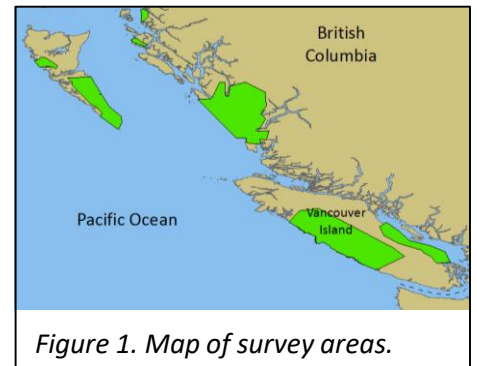 British
Columbia
Pacific Ocean
Vancouver
Island
Figure 1. Map of survey areas.